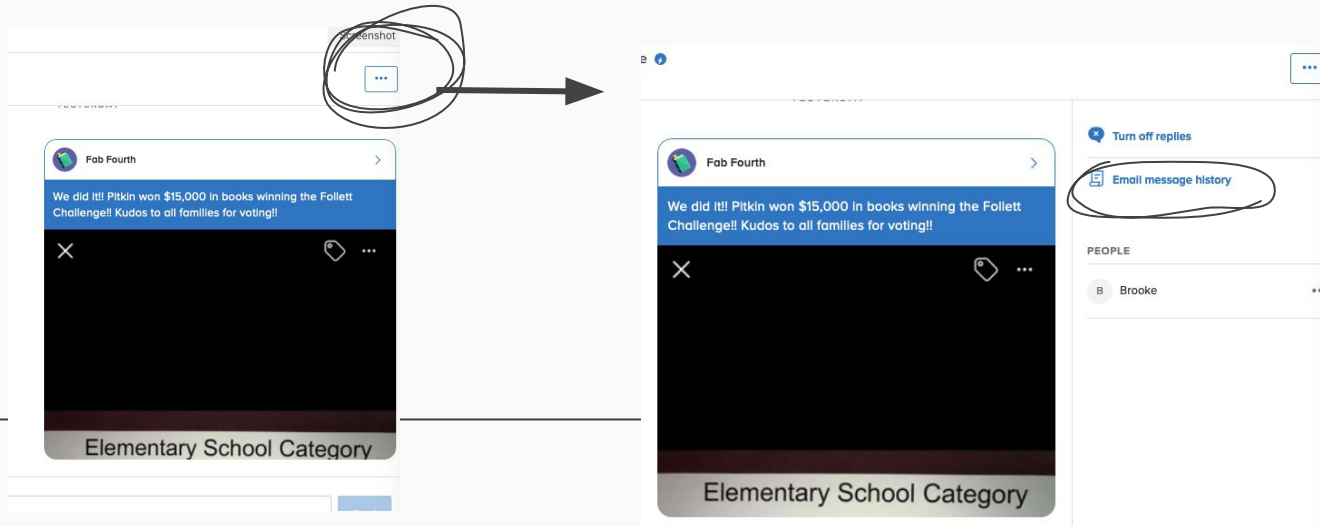 Screenshot
Fab Fourth
We did it!! Pitkin won $15,000 in books winning the Follett
Challenge!! Kudos to all families for voting!!
Elementary School Category
e
Fab Fourth
We did it!! Pitkin won $15,000 in books winning the Follett
Challenge!! Kudos to all families for voting!!
Elementary School Category
Turn off replies
Email message history
PEOPLE
B Brooke